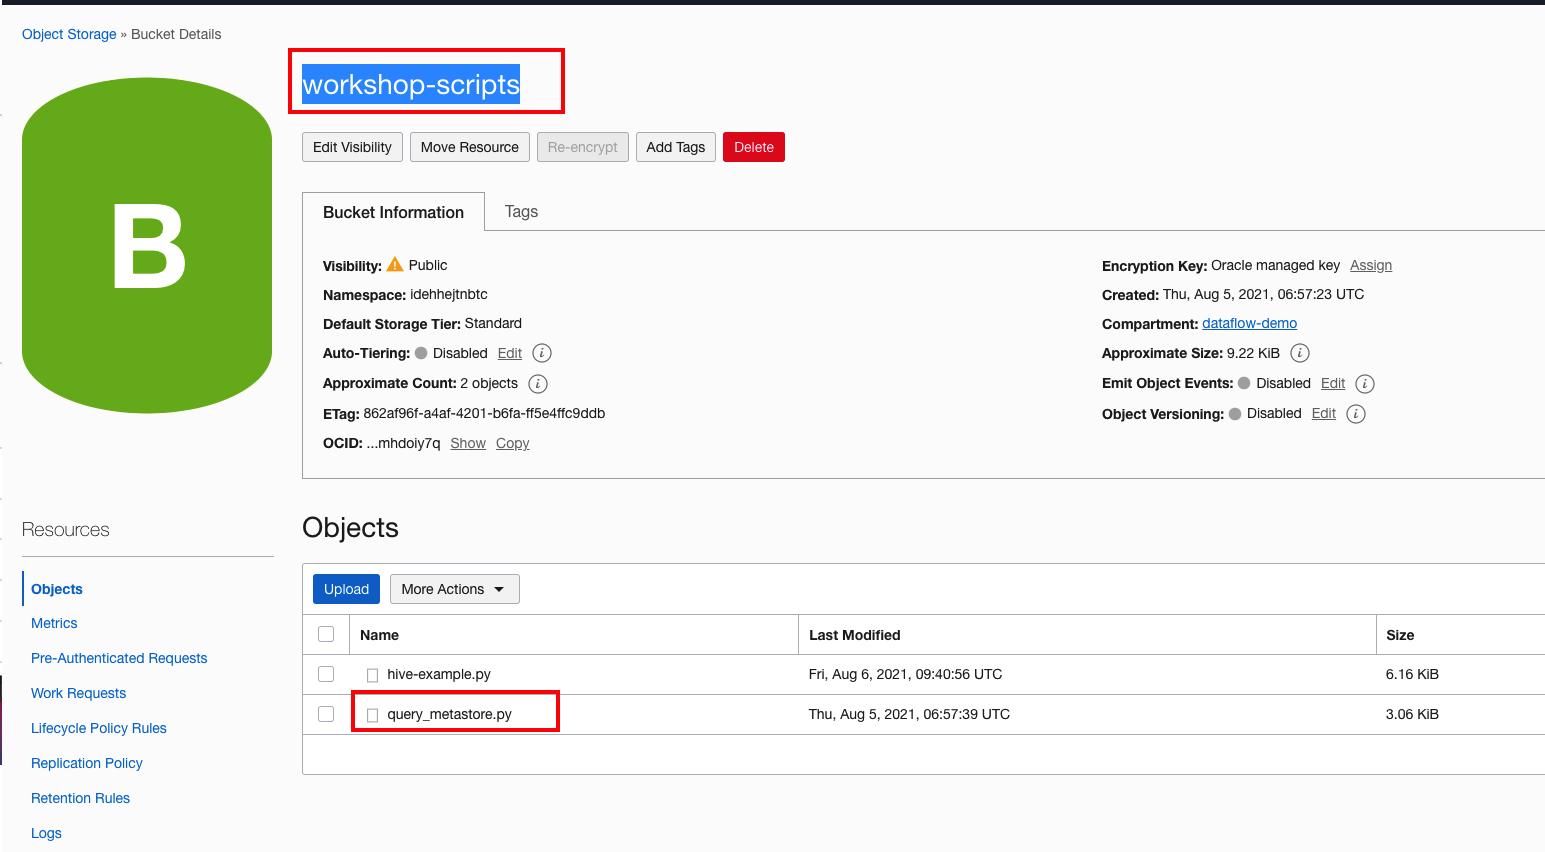 Object Storage » Bucket Details
workshop-scripts
B
Edit Visibility Move Resource Re-encrypt Add Tags Delete
Bucket Information Tags
Visibility: Public
Namespace: idehhejtnbtc
Default Storage Tier: Standard
Auto-Tiering: Disabled Edit i
Approximate Count: 2 objects i
ETag: 862af96f-a4af-4201-b6fa-ff5e4ffc9ddb
OCID: ...mhdoiy7q Show Copy
Encryption Key: Oracle managed key Assign
Created: Thu, Aug 5, 2021, 06:57:23 UTC
Compartment: dataflow-demo
Approximate Size: 9.22 KiB i
Emit Object Events: Disabled Edit i
Object Versioning: Disabled Edit i
Resources
Objects
Metrics
Pre-Authenticated Requests
Work Requests
Lifecycle Policy Rules
Replication Policy
Retention Rules
Logs
Objects
Upload More Actions
Name Last Modified Size
hive-example.py Fri, Aug 6, 2021, 09:40:56 UTC 6.16 KiB
query_metastore.py Thu, Aug 5, 2021, 06:57:39 UTC 3.06 KiB